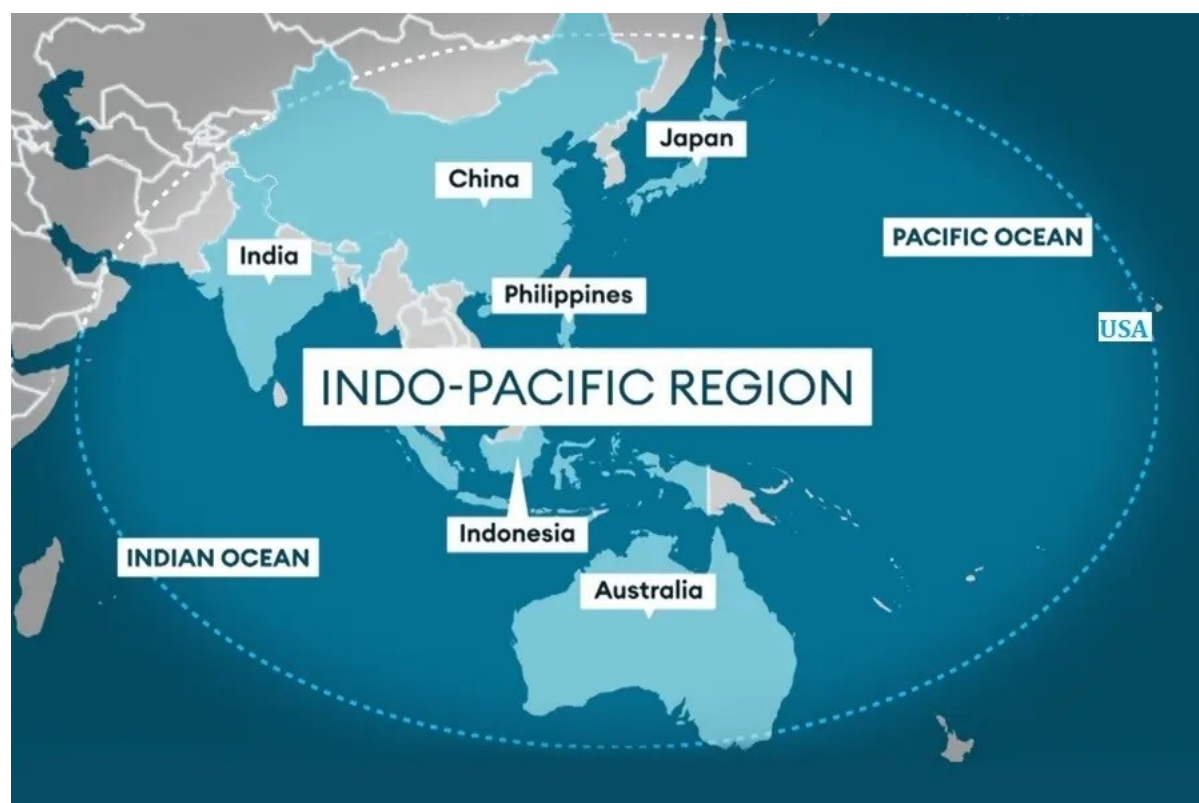 Japan
China
PACIFIC OCEAN
India
Philippines
USA
INDO-PACIFIC REGION
Indonesia
INDIAN OCEAN
Australia